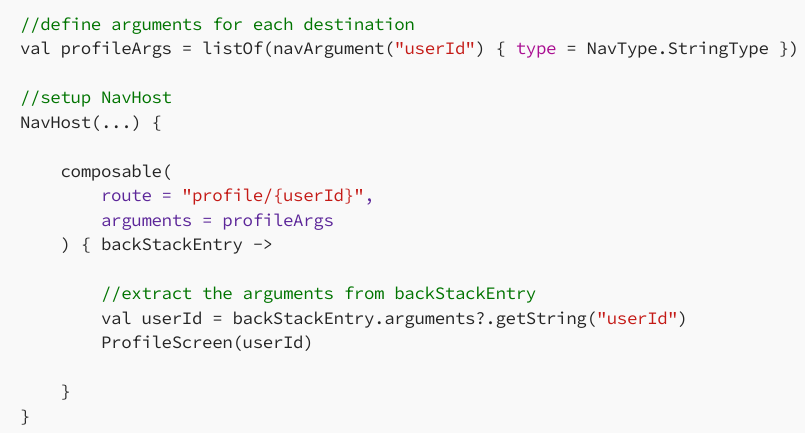 //define arguments for each destination
val profileArgs = listOf(navArgument("userId") { type = NavType.StringType })
//setup NavHost
NavHost(...) {
composable(
route = "profile/{userId}",
arguments = profileArgs
) { backStackEntry ->
//extract the arguments from backStackEntry
val userId = backStackEntry.arguments?.getString("userId")
ProfileScreen(userId)
}
}